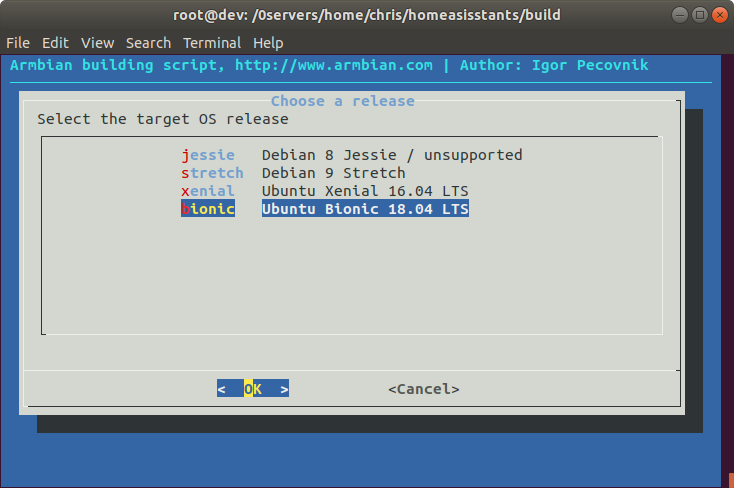 root@dev: /0servers/home/chris/homeasisstants/build
File Edit View Search Terminal Help
Armbian building script, http://www.armbian.com | Author: Igor Pecovnik
Choose a release
Select the target OS release
jessie Debian 8 Jessie / unsupported
stretch Debian 9 Stretch
xenial Ubuntu Xenial 16.04 LTS
bionic Ubuntu Bionic 18.04 LTS
< OK > <Cancel>